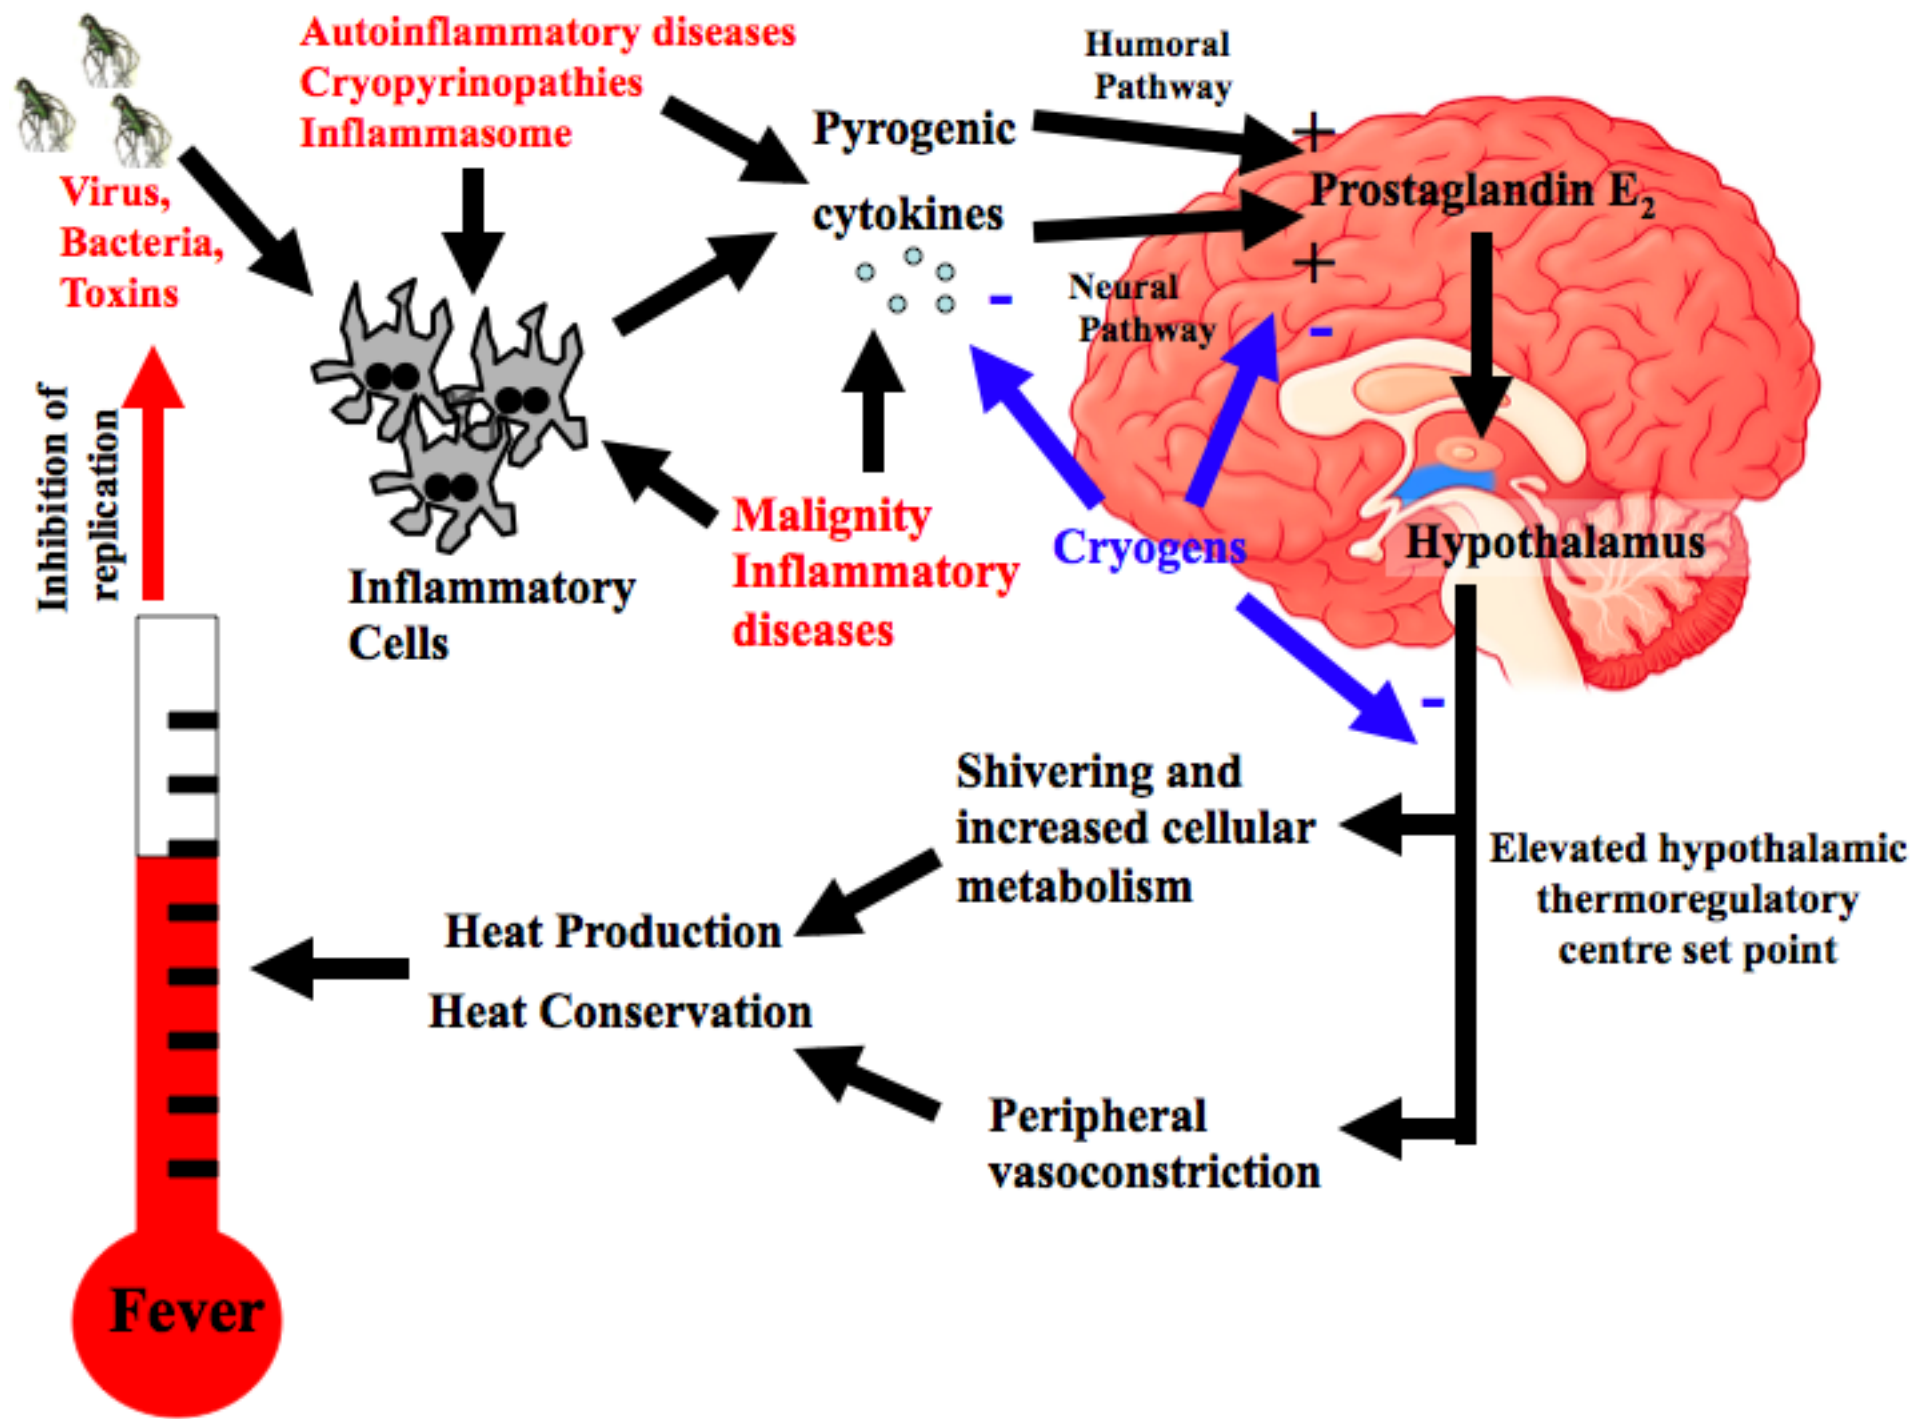 Autoinflammatory diseases
Cryopyrinopathies
Inflammasome
Virus,
Bacteria,
Toxins
Humoral
Pathway
Pyrogenic
cytokines
+
Prostaglandin E₂
+
Neural
Pathway
-
-
Inhibition of
replication
Inflammatory
Cells
Malignity
Inflammatory
diseases
Cryogens
Hypothalamus
-
Shivering and
increased cellular
metabolism
Elevated hypothalamic
thermoregulatory
centre set point
Heat Production
Heat Conservation
Peripheral
vasoconstriction
Fever